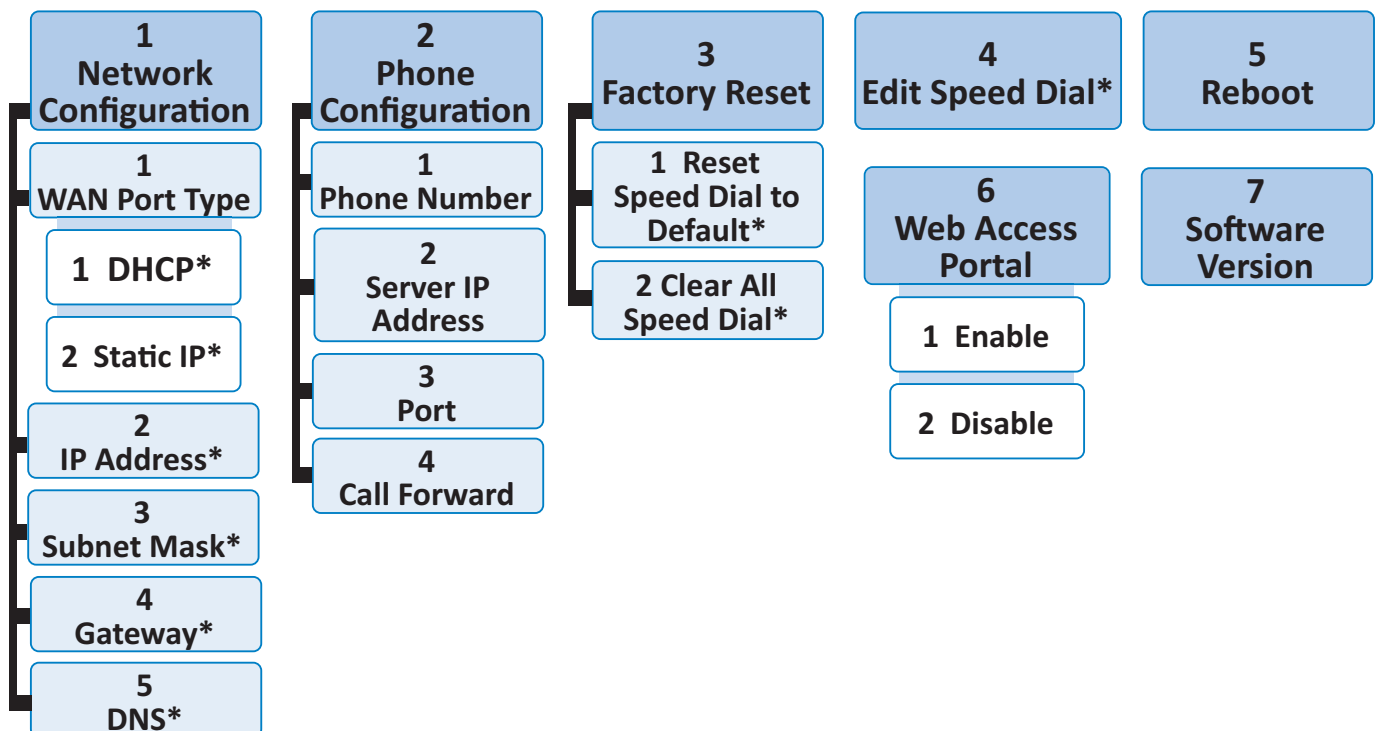 1
Network
Configuration
1
WAN Port Type
1 DHCP*
2 Static IP*
2
IP Address*
3
Subnet Mask*
4
Gateway*
5
DNS*
2
Phone
Configuration
1
Phone Number
2
Server IP
Address
3
Port
4
Call Forward
3
Factory Reset
1 Reset
Speed Dial to
Default*
2 Clear All
Speed Dial*
4
Edit Speed Dial*
5
Reboot
6
Web Access
Portal
1 Enable
2 Disable
7
Software
Version